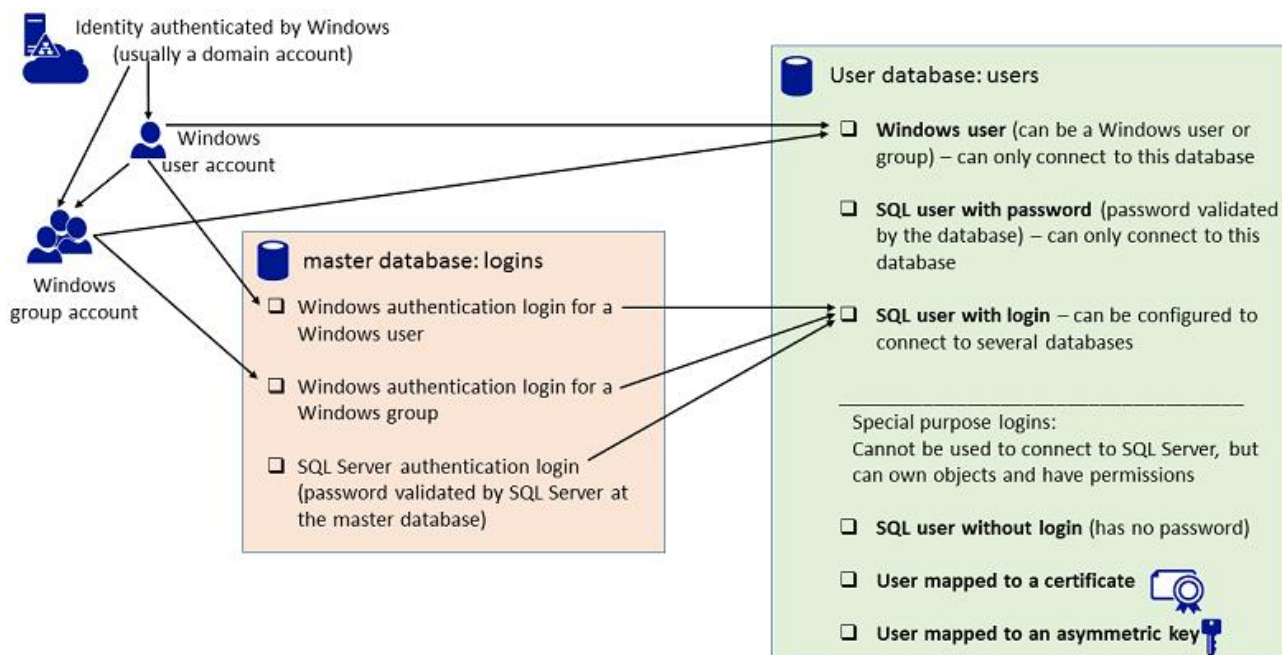 Identity authenticated by Windows
(usually a domain account)
Windows
user account
Windows
group account
master database: logins
❑ Windows authentication login for a
Windows user
❑ Windows authentication login for a
Windows group
❑ SQL Server authentication login
(password validated by SQL Server at
the master database)
User database: users
❑ Windows user (can be a Windows user or
group) – can only connect to this database
❑ SQL user with password (password validated
by the database) – can only connect to this
database
❑ SQL user with login – can be configured to
connect to several databases
Special purpose logins:
Cannot be used to connect to SQL Server, but
can own objects and have permissions
❑ SQL user without login (has no password)
❑ User mapped to a certificate
❑ User mapped to an asymmetric key